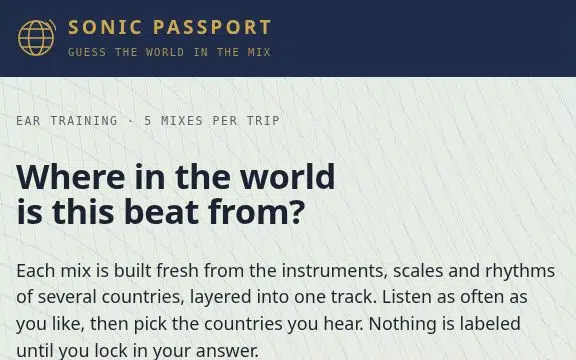 SONIC PASSPORT
GUESS THE WORLD IN THE MIX
EAR TRAINING · 5 MIXES PER TRIP
Where in the world
is this beat from?
Each mix is built fresh from the instruments, scales and rhythms
of several countries, layered into one track. Listen as often as
you like, then pick the countries you hear. Nothing is labeled
until you lock in your answer.